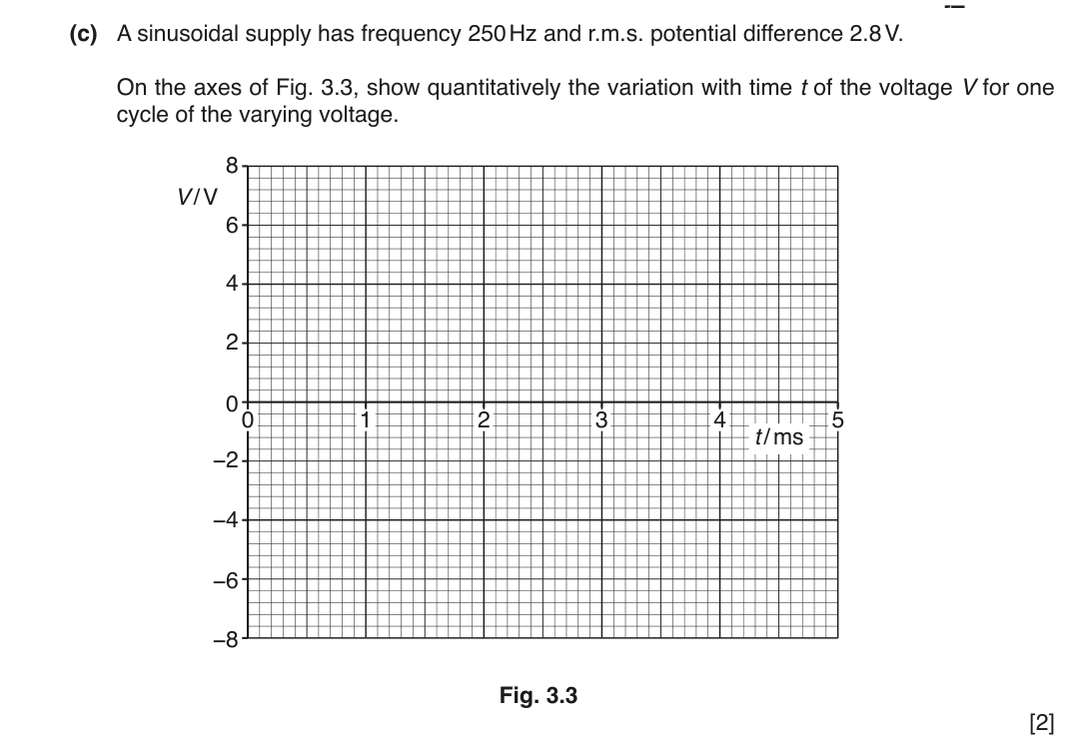 (c) A sinusoidal supply has frequency 250 Hz and r.m.s. potential difference 2.8 V.
On the axes of Fig. 3.3, show quantitatively the variation with time t of the voltage V for one
cycle of the varying voltage.
8
V/V
6
4
2
0
0 1 2 3 4 5
t/ms
–2
–4
–6
–8
Fig. 3.3
[2]